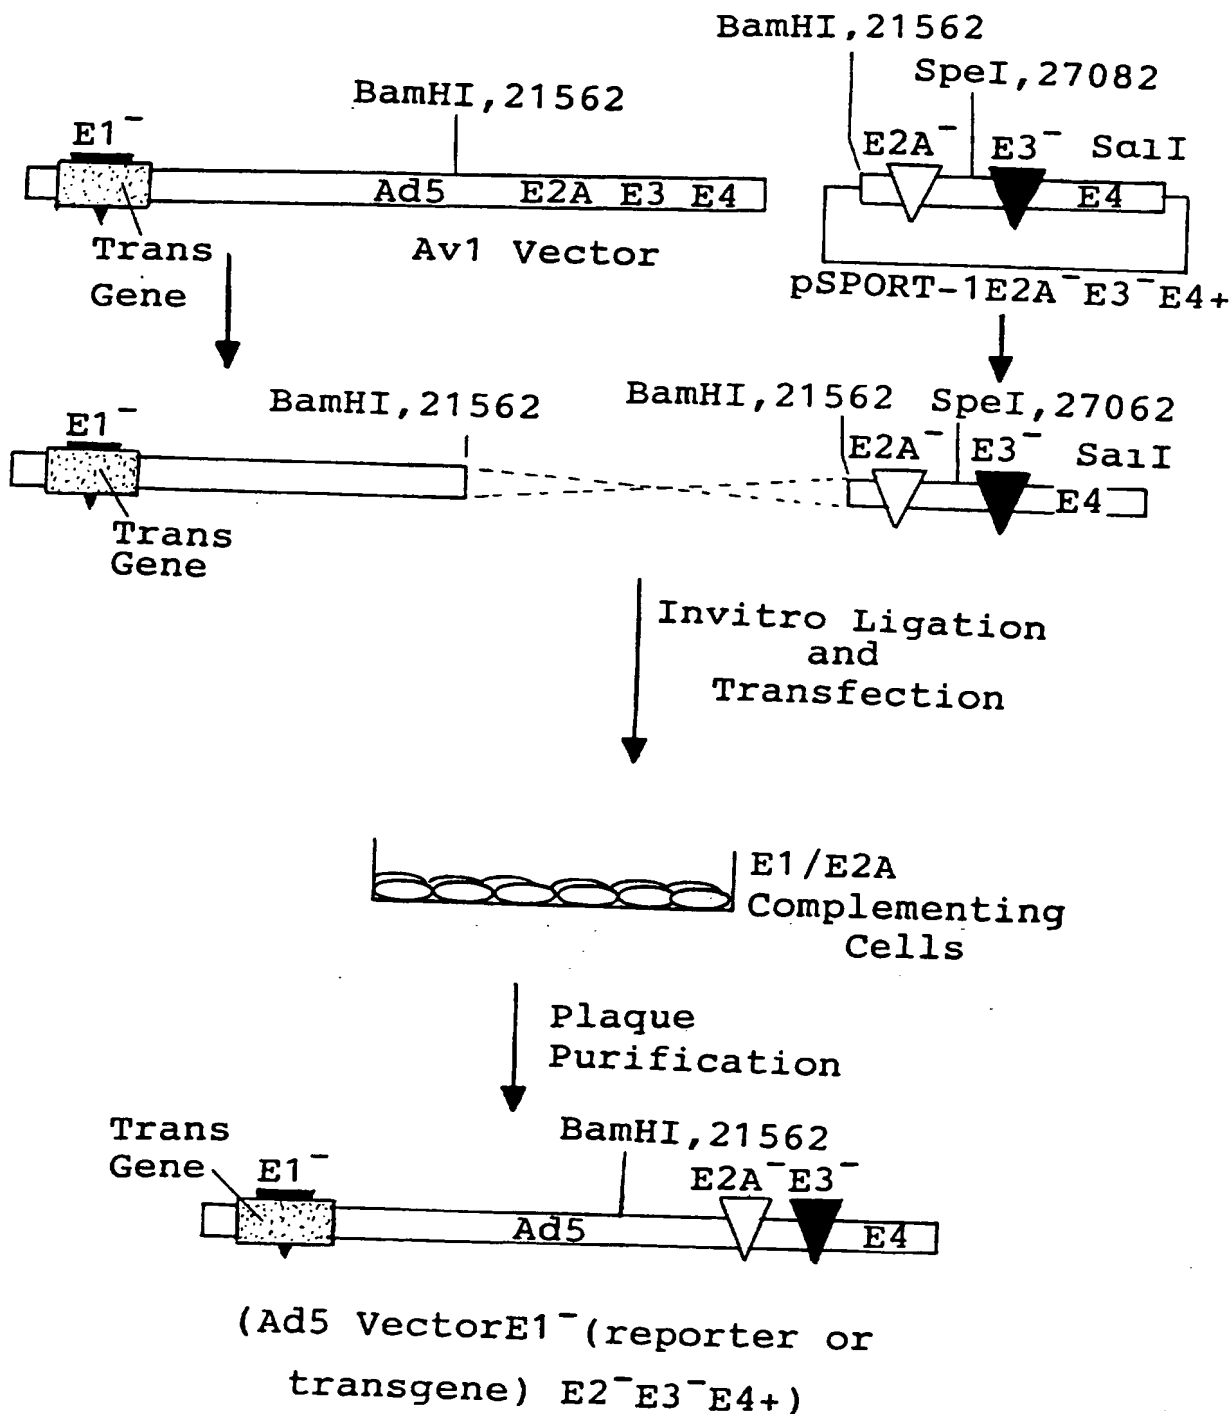 BamHI,21562
SpeI,27082
BamHI,21562
E1⁻
E2A⁻
E3⁻
SalI
Ad5
E2A
E3
E4
E4
Trans
Gene
Av1 Vector
pSPORT-1E2A⁻E3⁻E4+
BamHI,21562
BamHI,21562
SpeI,27062
E1⁻
E2A⁻
E3⁻
SalI
E4
Trans
Gene
Invitro Ligation
and
Transfection
E1/E2A
Complementing
Cells
Plaque
Purification
Trans
Gene
E1⁻
BamHI,21562
E2A⁻E3⁻
Ad5
E4
(Ad5 VectorE1⁻(reporter or
transgene) E2⁻E3⁻E4+)